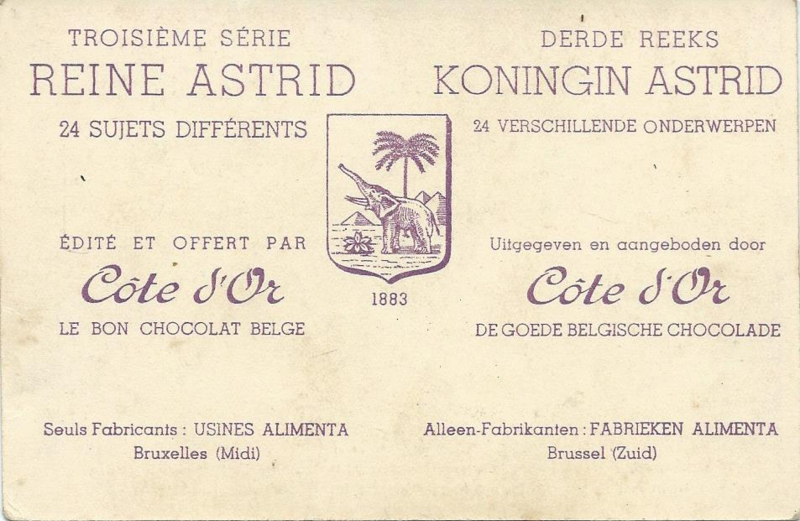 TROISIÈME SÉRIE
REINE ASTRID
24 SUJETS DIFFÉRENTS
ÉDITÉ ET OFFERT PAR
Côte d'Or
LE BON CHOCOLAT BELGE
Seuls Fabricants : USINES ALIMENTA
Bruxelles (Midi)
1883
DERDE REEKS
KONINGIN ASTRID
24 VERSCHILLENDE ONDERWERPEN
Uitgegeven en aangeboden door
Côte d'Or
DE GOEDE BELGISCHE CHOCOLADE
Alleen-Fabrikanten : FABRIEKEN ALIMENTA
Brussel (Zuid)